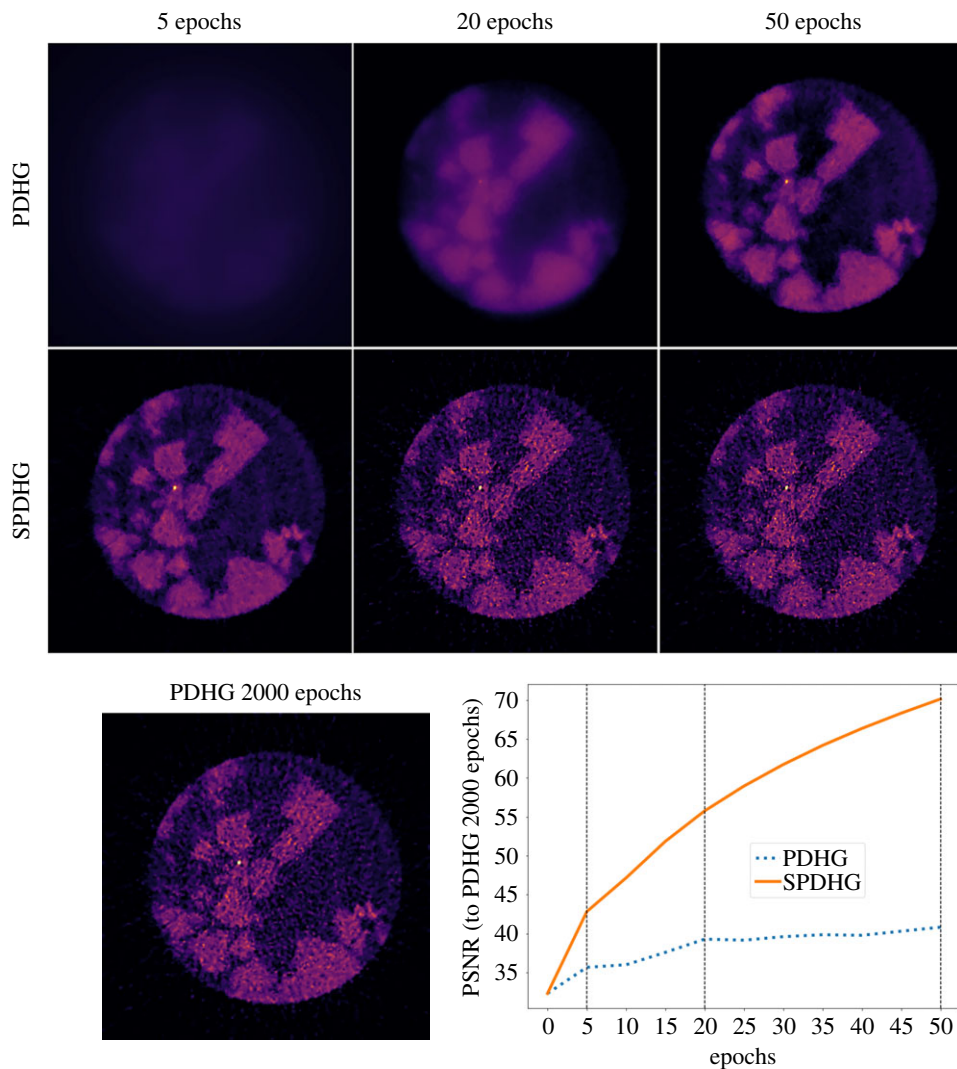 5 epochs 20 epochs 50 epochs
PDHG
SPDHG
PDHG 2000 epochs
PSNR (to PDHG 2000 epochs)
70
65
60
55
50
45
40
35
PDHG
SPDHG
0 5 10 15 20 25 30 35 40 45 50
epochs